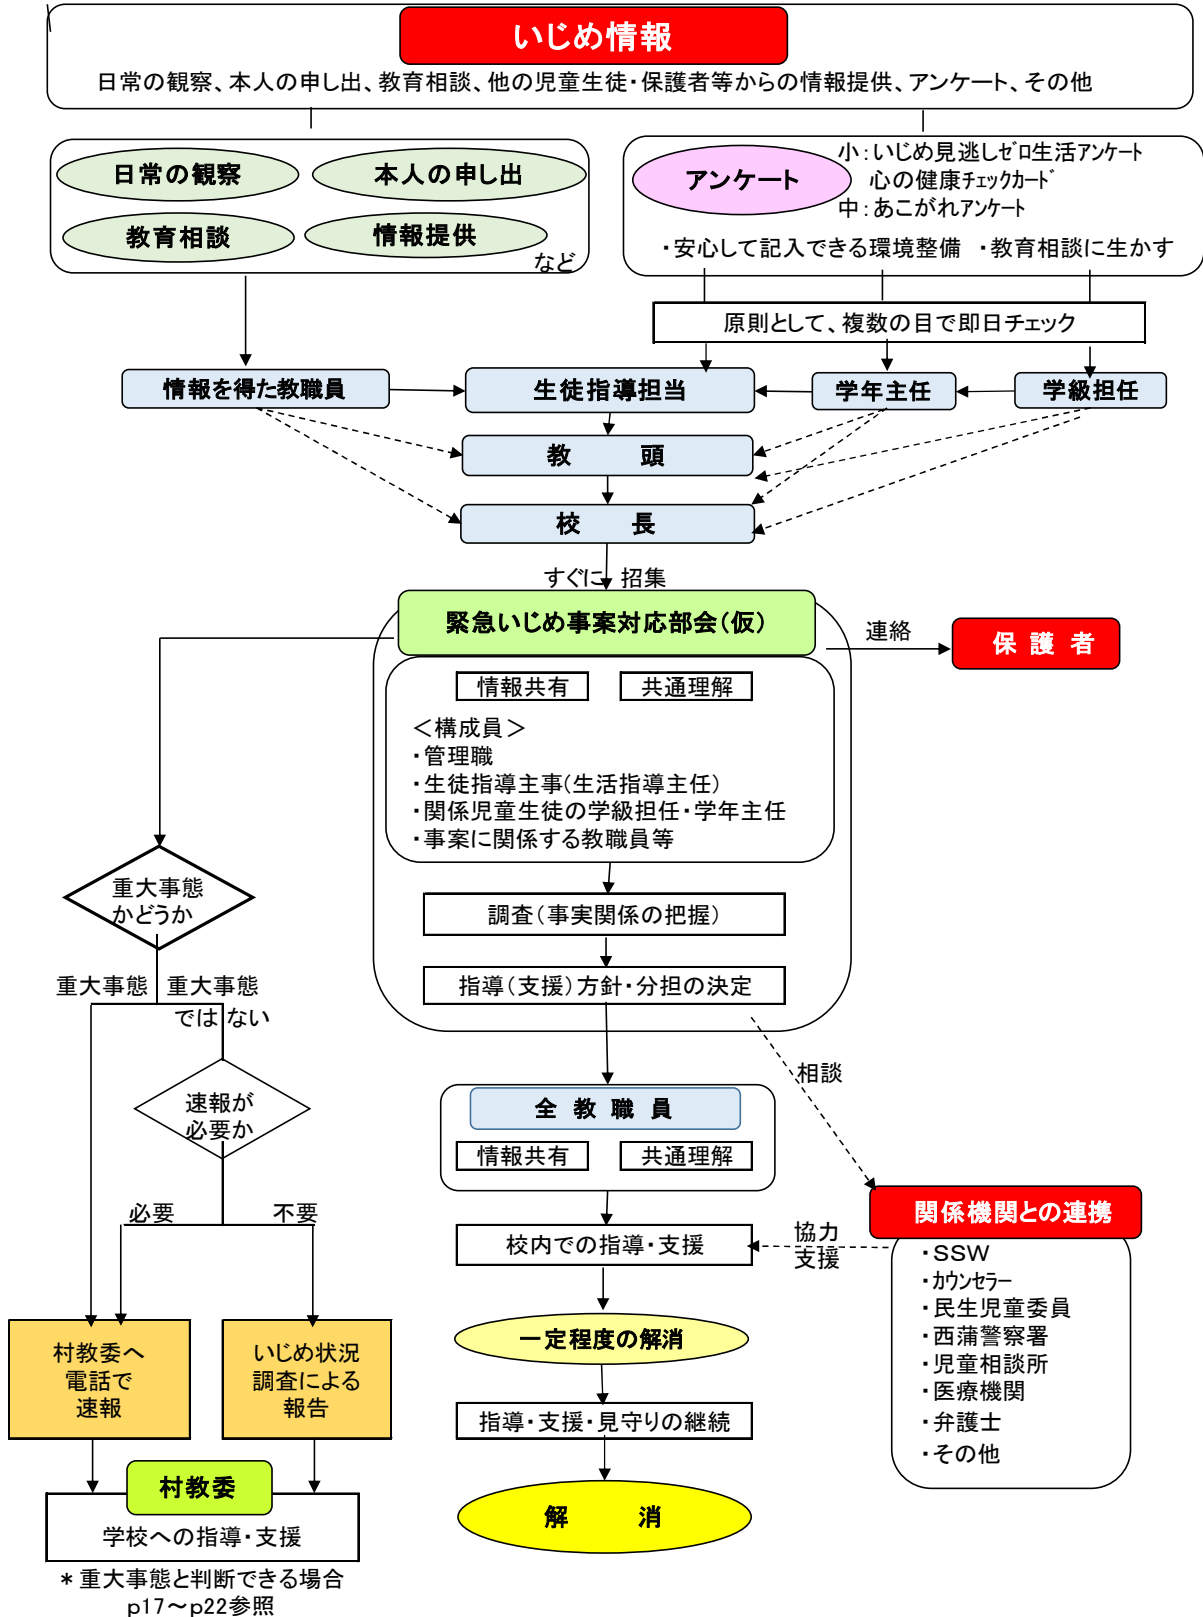 いじめ情報
日常の観察、本人の申し出、教育相談、他の児童生徒・保護者等からの情報提供、アンケート、その他
日常の観察
本人の申し出
教育相談
情報提供
など
アンケート
小：いじめ見逃しゼロ生活アンケート
心の健康チェックカード
中：あこがれアンケート
・安心して記入できる環境整備　・教育相談に生かす
原則として、複数の目で即日チェック
情報を得た教職員
生徒指導担当
学年主任
学級担任
教　　頭
校　　長
すぐに 招集
緊急いじめ事案対応部会（仮）
連絡
保 護 者
情報共有
共通理解
＜構成員＞
・管理職
・生徒指導主事（生活指導主任）
・関係児童生徒の学級担任・学年主任
・事案に関係する教職員等
調査（事実関係の把握）
指導（支援）方針・分担の決定
重大事態
かどうか
重大事態
重大事態
では ない
速報が
必要か
必要
不要
相談
全 教 職 員
情報共有
共通理解
校内での指導・支援
協力
支援
関係機関との連携
・SSW
・カウンセラー
・民生児童委員
・西蒲警察署
・児童相談所
・医療機関
・弁護士
・その他
一定程度の解消
指導・支援・見守りの継続
解　　消
村教委へ
電話で
速報
いじめ状況
調査による
報告
村教委
学校への指導・支援
＊重大事態と判断できる場合
p17～p22参照